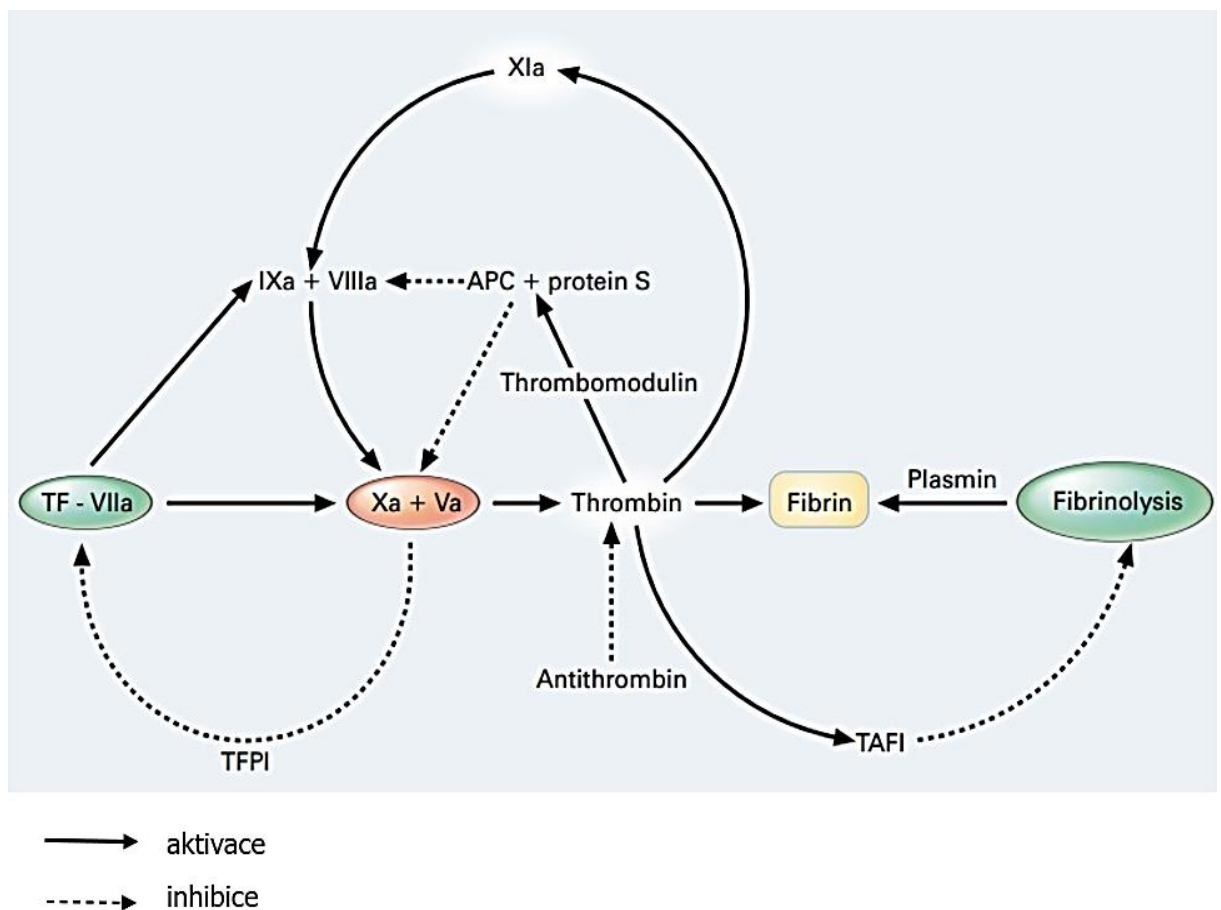 XIa
IXa + VIIIa
APC + protein S
Thrombomodulin
TF - VIIa
Xa + Va
Thrombin
Fibrin
Plasmin
Fibrinolysis
Antithrombin
TAFI
TFPI
aktivace
inhibice